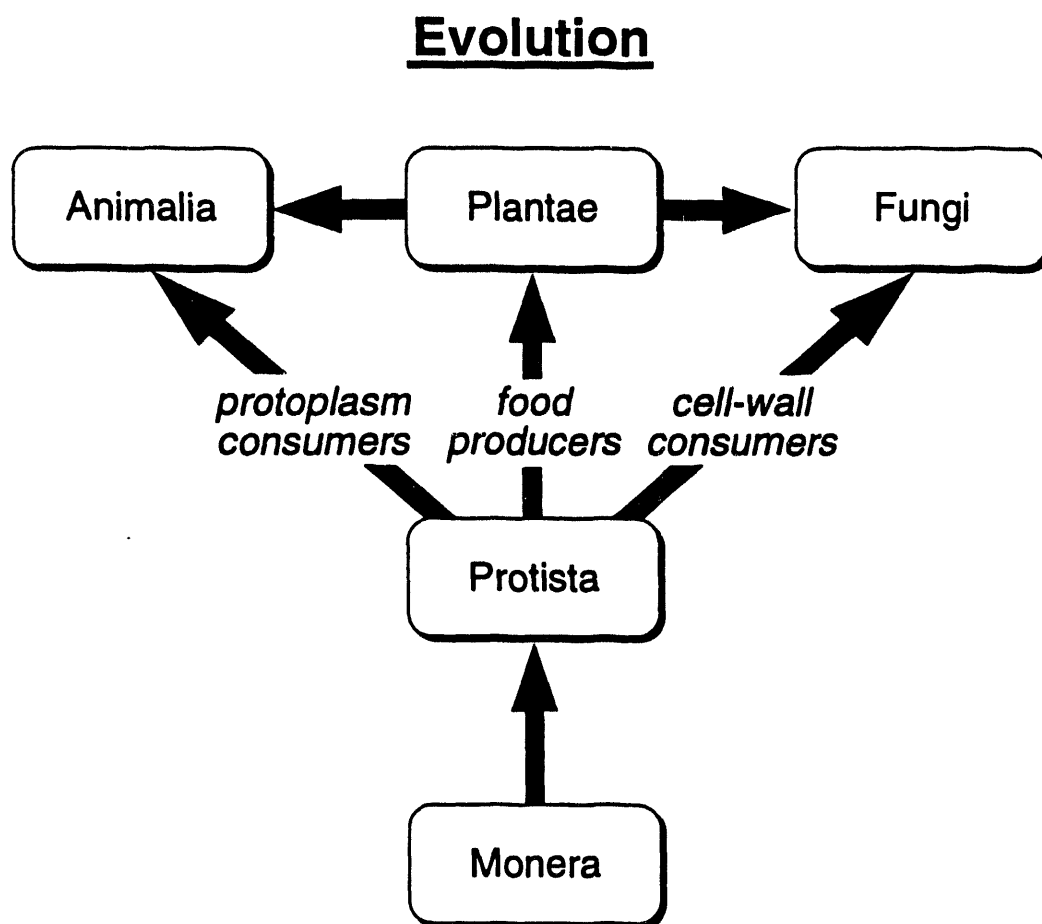 Evolution
Animalia
Plantae
Fungi
protoplasm
consumers
food
producers
cell-wall
consumers
Protista
Monera